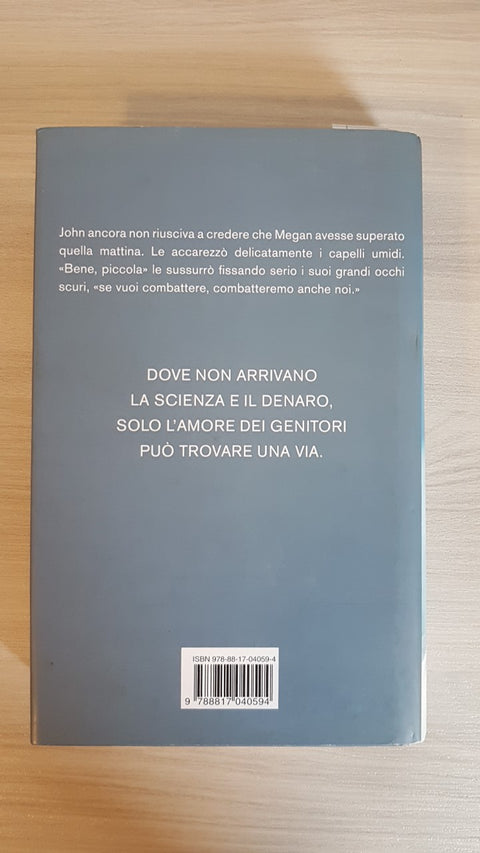 John ancora non riusciva a credere che Megan avesse superato
quella mattina. Le accarezzò delicatamente i capelli umidi.
«Bene, piccola» le sussurrò fissando serio i suoi grandi occhi
scuri, «se vuoi combattere, combatteremo anche noi.»
DOVE NON ARRIVANO
LA SCIENZA E IL DENARO,
SOLO L'AMORE DEI GENITORI
PUÒ TROVARE UNA VIA.
ISBN 978-88-17-04059-4
9 788817 040594